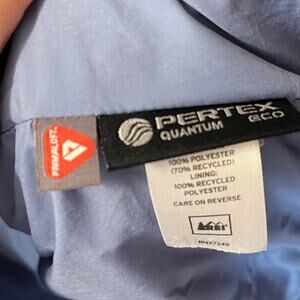 PRIMALOFT
PERTEX
QUANTUM ECO
100% POLYESTER
(70% RECYCLED)
LINING:
100% RECYCLED
POLYESTER
CARE ON REVERSE
REI